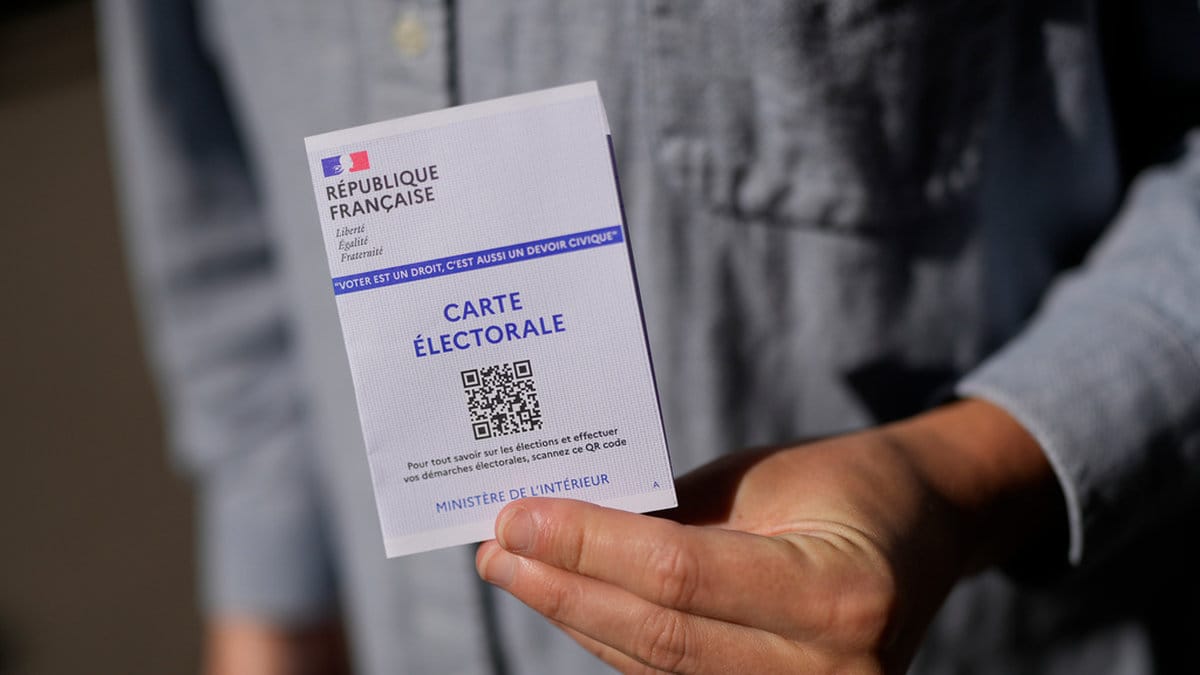 RÉPUBLIQUE
FRANÇAISE
Liberté
Égalité
Fraternité
"VOTER EST UN DROIT, C'EST AUSSI UN DEVOIR CIVIQUE"
CARTE
ÉLECTORALE
Pour tout savoir sur les élections et effectuer
vos démarches électorales, scannez ce QR code
MINISTÈRE DE L'INTÉRIEUR
A